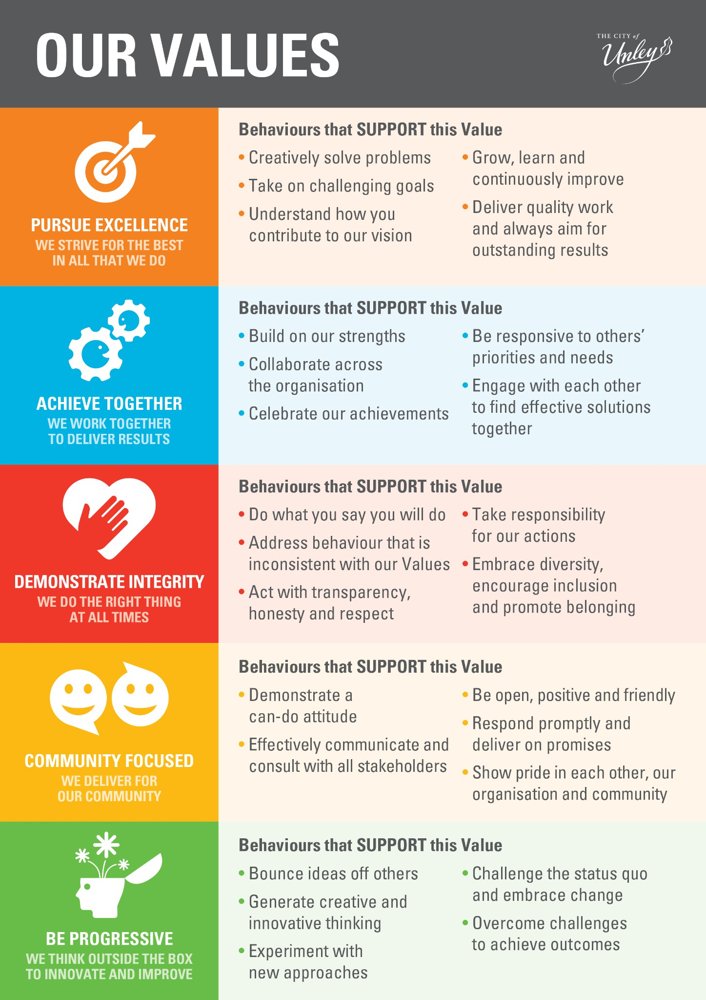 OUR VALUES
THE CITY of
Unley
PURSUE EXCELLENCE
WE STRIVE FOR THE BEST
IN ALL THAT WE DO
Behaviours that SUPPORT this Value
• Creatively solve problems
• Take on challenging goals
• Understand how you
contribute to our vision
• Grow, learn and
continuously improve
• Deliver quality work
and always aim for
outstanding results
ACHIEVE TOGETHER
WE WORK TOGETHER
TO DELIVER RESULTS
Behaviours that SUPPORT this Value
• Build on our strengths
• Collaborate across
the organisation
• Celebrate our achievements
• Be responsive to others’
priorities and needs
• Engage with each other
to find effective solutions
together
DEMONSTRATE INTEGRITY
WE DO THE RIGHT THING
AT ALL TIMES
Behaviours that SUPPORT this Value
• Do what you say you will do
• Address behaviour that is
inconsistent with our Values
• Act with transparency,
honesty and respect
• Take responsibility
for our actions
• Embrace diversity,
encourage inclusion
and promote belonging
COMMUNITY FOCUSED
WE DELIVER FOR
OUR COMMUNITY
Behaviours that SUPPORT this Value
• Demonstrate a
can-do attitude
• Effectively communicate and
consult with all stakeholders
• Be open, positive and friendly
• Respond promptly and
deliver on promises
• Show pride in each other, our
organisation and community
BE PROGRESSIVE
WE THINK OUTSIDE THE BOX
TO INNOVATE AND IMPROVE
Behaviours that SUPPORT this Value
• Bounce ideas off others
• Generate creative and
innovative thinking
• Experiment with
new approaches
• Challenge the status quo
and embrace change
• Overcome challenges
to achieve outcomes